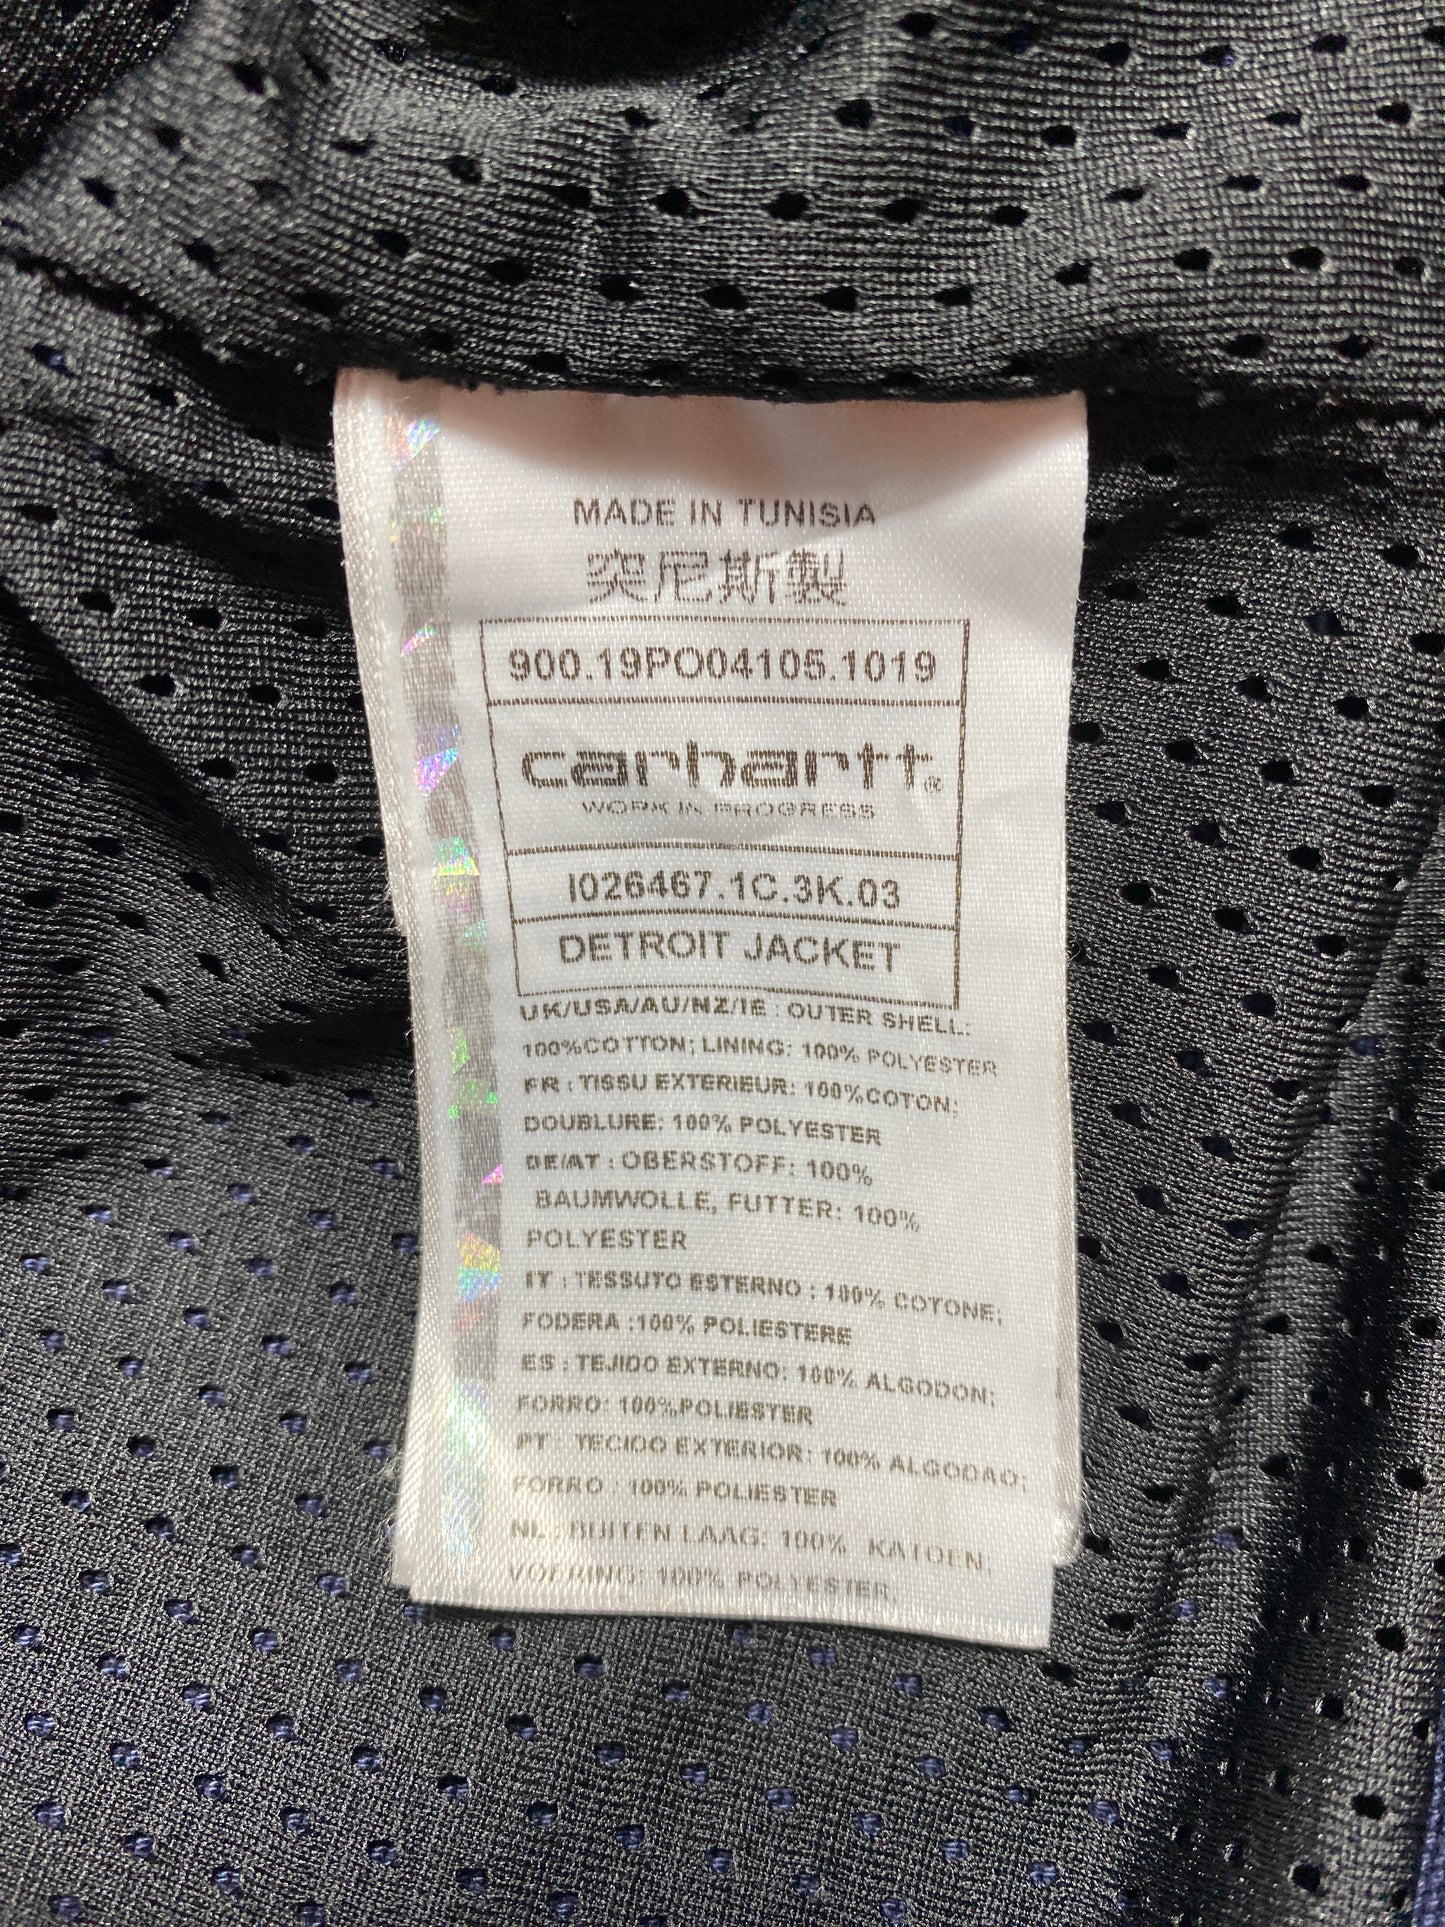 MADE IN TUNISIA
突尼斯製
900.19PO04105.1019
carhartt®
WORK IN PROGRESS
I026467.1C.3K.03
DETROIT JACKET
UK/USA/AU/NZ/IE : OUTER SHELL:
100%COTTON; LINING: 100% POLYESTER
FR : TISSU EXTERIEUR: 100%COTON;
DOUBLURE: 100% POLYESTER
DE/AT : OBERSTOFF: 100%
BAUMWOLLE, FUTTER: 100%
POLYESTER
IT : TESSUTO ESTERNO : 100% COTONE;
FODERA :100% POLIESTERE
ES : TEJIDO EXTERNO: 100% ALGODON;
FORRO: 100%POLIESTER
PT : TECIDO EXTERIOR: 100% ALGODAO;
FORRO : 100% POLIESTER
NL : BUITEN LAAG: 100% KATOEN,
VOERING: 100% POLYESTER,